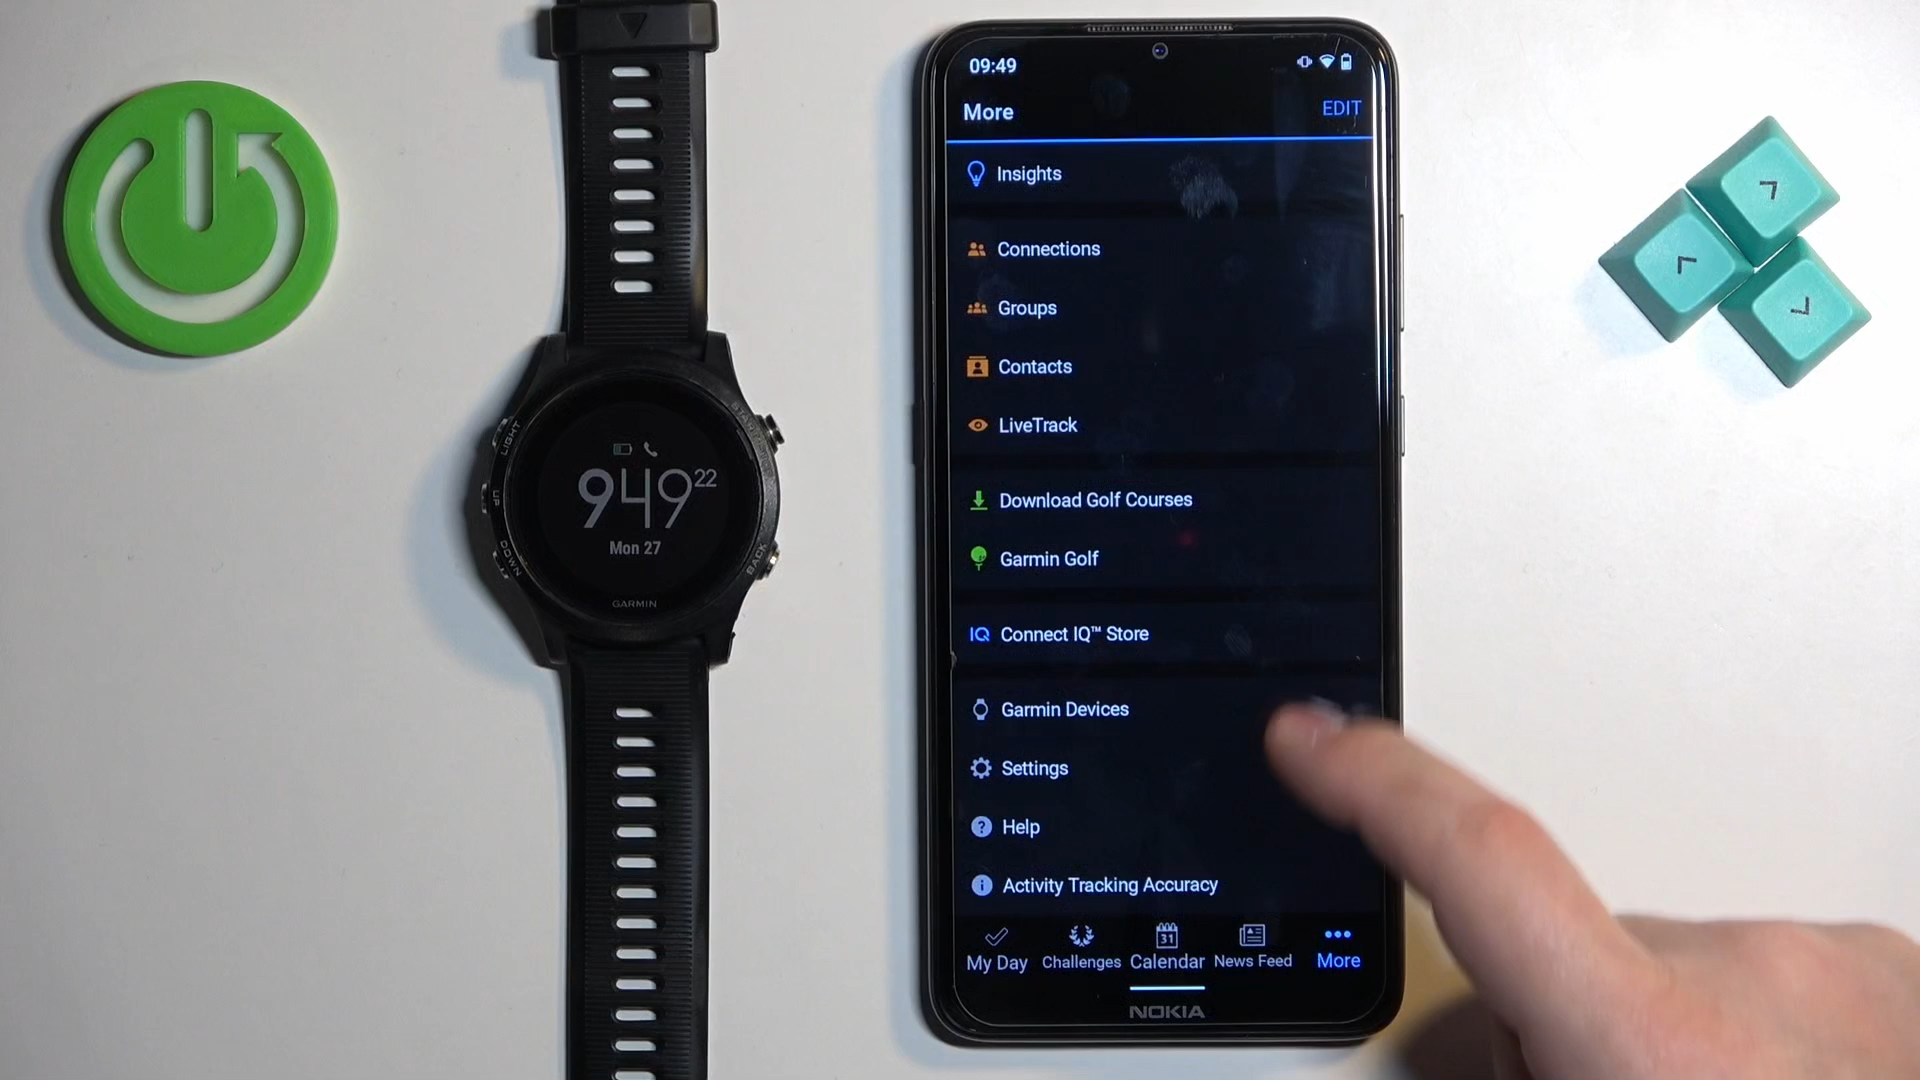 09:49
More
EDIT
Insights
Connections
Groups
Contacts
LiveTrack
Download Golf Courses
Garmin Golf
IQ Connect IQ™ Store
Garmin Devices
Settings
Help
Activity Tracking Accuracy
My Day
Challenges
31
Calendar
News Feed
More
NOKIA
LIGHT
UP
DOWN
BACK
949 22
Mon 27
GARMIN